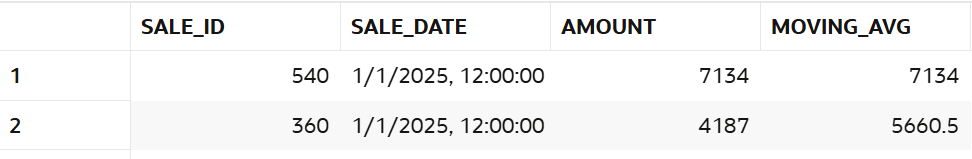 SALE_ID SALE_DATE AMOUNT MOVING_AVG
1 540 1/1/2025, 12:00:00 7134 7134
2 360 1/1/2025, 12:00:00 4187 5660.5